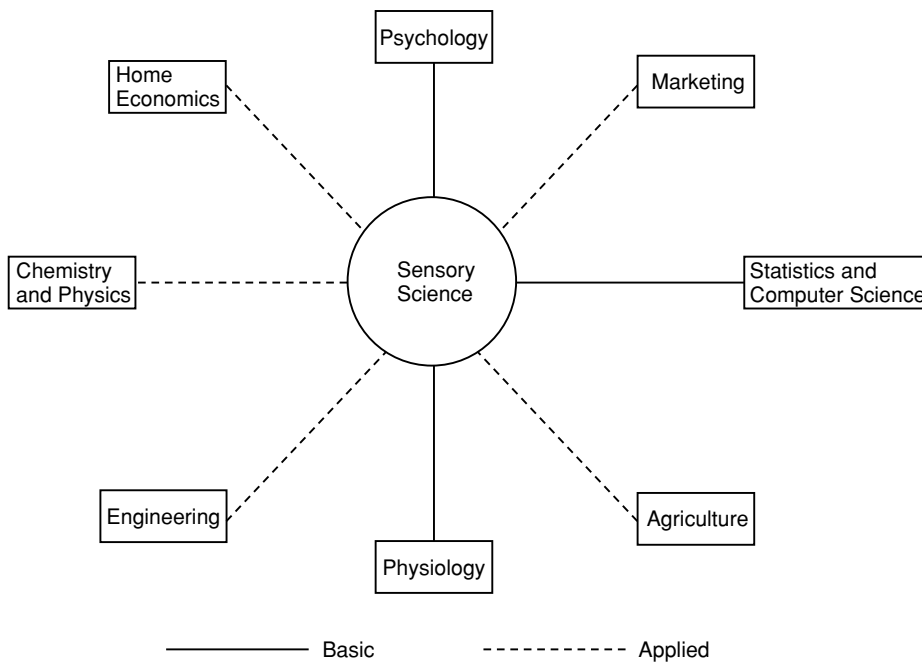 Psychology
Home
Economics
Marketing
Chemistry
and Physics
Sensory
Science
Statistics and
Computer Science
Engineering
Agriculture
Physiology
Basic
Applied